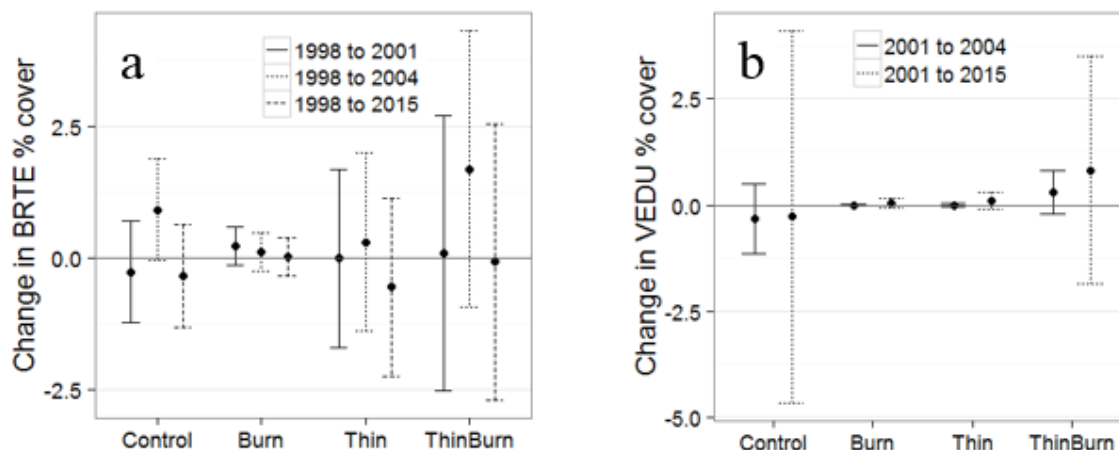 a
1998 to 2001
1998 to 2004
1998 to 2015
Change in BRTE % cover
2.5
0.0
-2.5
Control Burn Thin ThinBurn
b
2001 to 2004
2001 to 2015
Change in VEDU % cover
2.5
0.0
-2.5
-5.0
Control Burn Thin ThinBurn